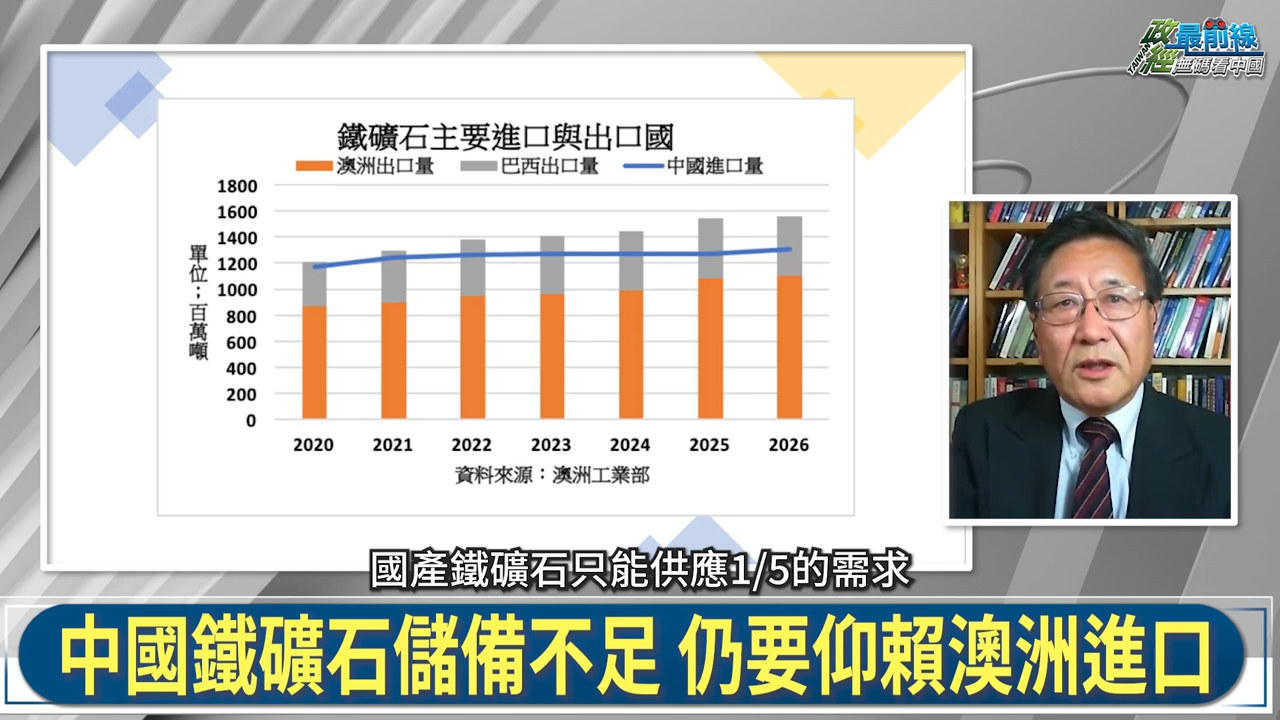 政經最前線
TAIWAN 無碼看中國
鐵礦石主要進口與出口國
澳洲出口量 巴西出口量 中國進口量
單位；百萬噸
1800
1600
1400
1200
1000
800
600
400
200
0
2020 2021 2022 2023 2024 2025 2026
資料來源：澳洲工業部
國產鐵礦石只能供應1/5的需求
中國鐵礦石儲備不足 仍要仰賴澳洲進口